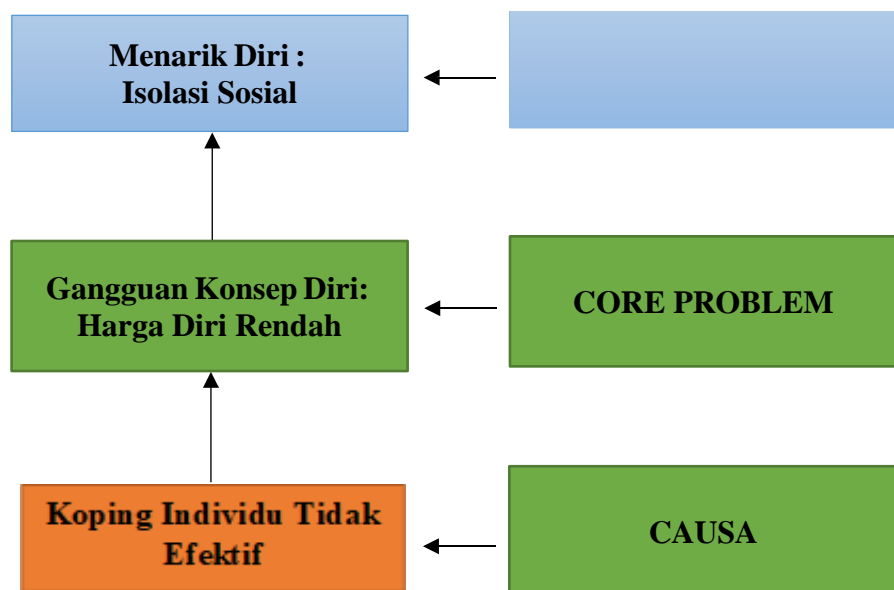 Menarik Diri :
Isolasi Sosial
Gangguan Konsep Diri:
Harga Diri Rendah
CORE PROBLEM
Koping Individu Tidak
Efektif
CAUSA